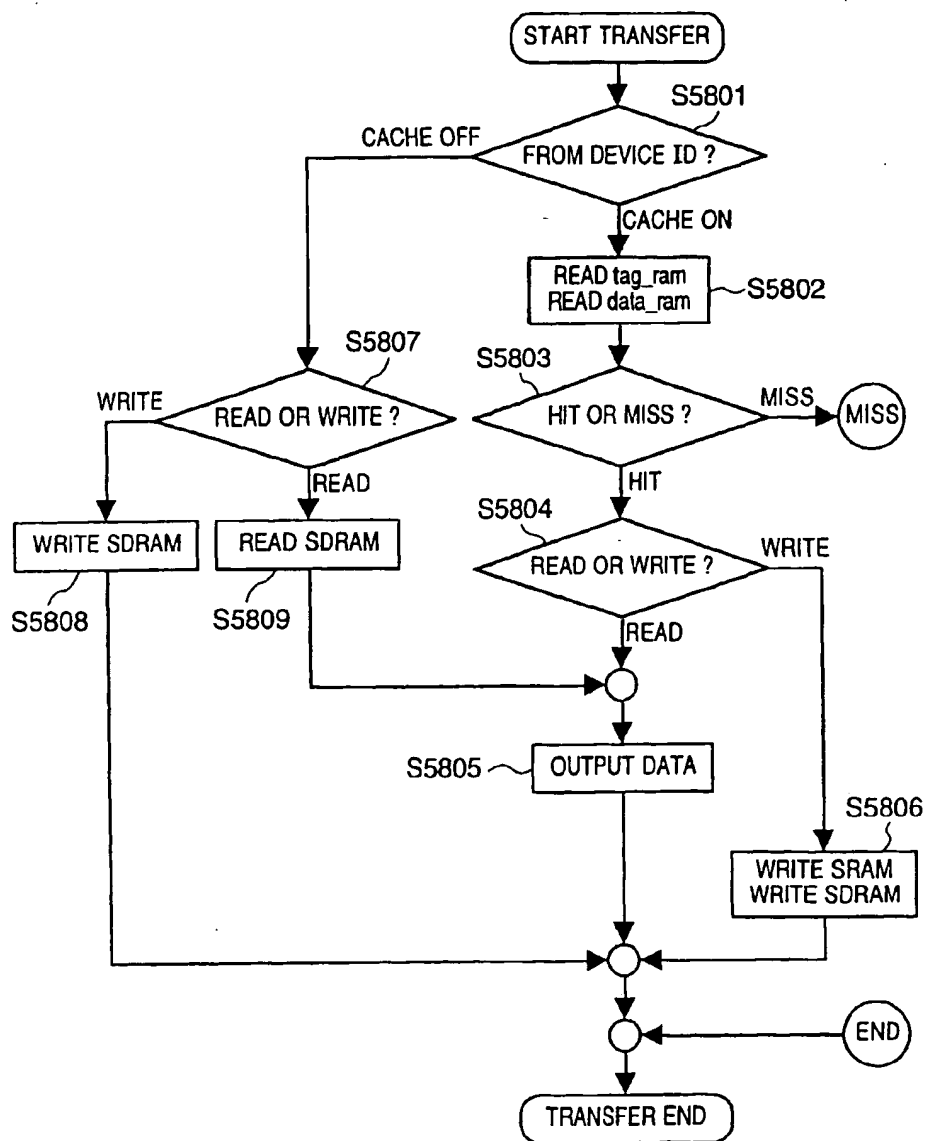 START TRANSFER
S5801
CACHE OFF
FROM DEVICE ID ?
CACHE ON
READ tag_ram
READ data_ram
S5802
S5807
S5803
WRITE
READ OR WRITE ?
HIT OR MISS ?
MISS
MISS
READ
HIT
S5804
WRITE SDRAM
READ SDRAM
READ OR WRITE ?
WRITE
S5808
S5809
READ
S5805
OUTPUT DATA
S5806
WRITE SRAM
WRITE SDRAM
END
TRANSFER END